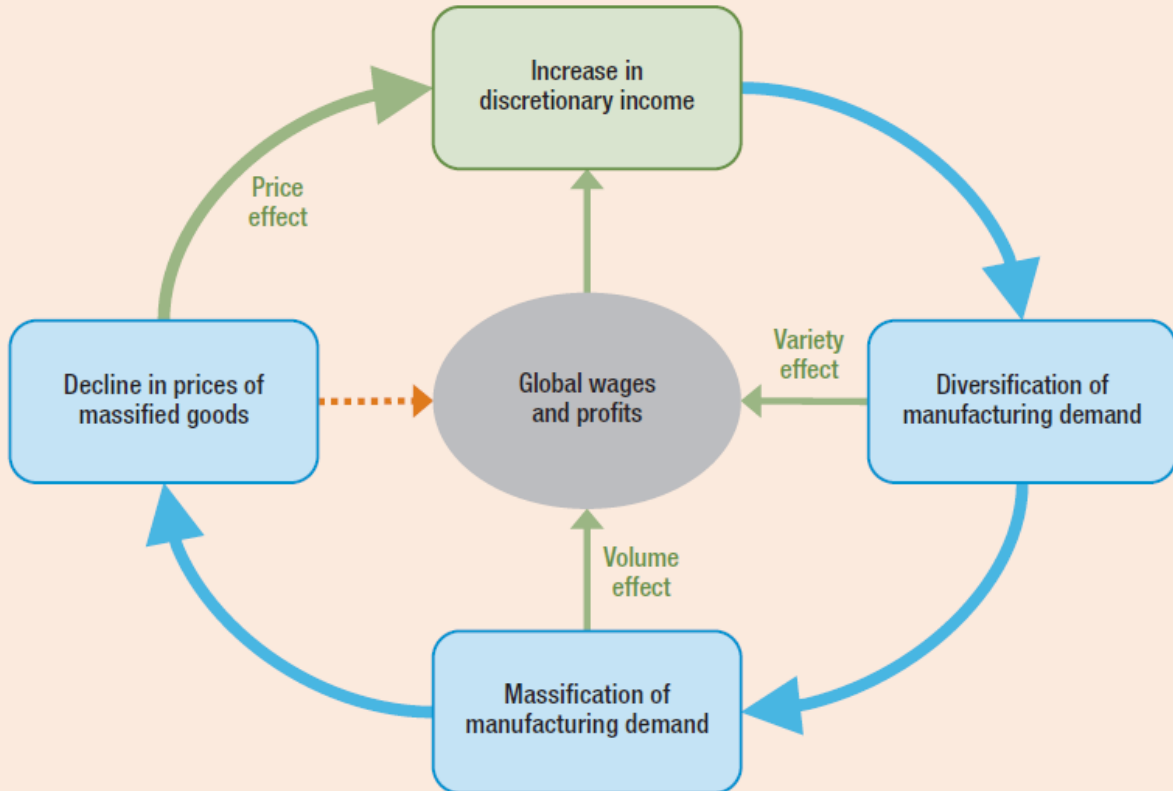 Increase in
discretionary income
Price
effect
Variety
effect
Decline in prices of
massified goods
Global wages
and profits
Diversification of
manufacturing demand
Volume
effect
Massification of
manufacturing demand